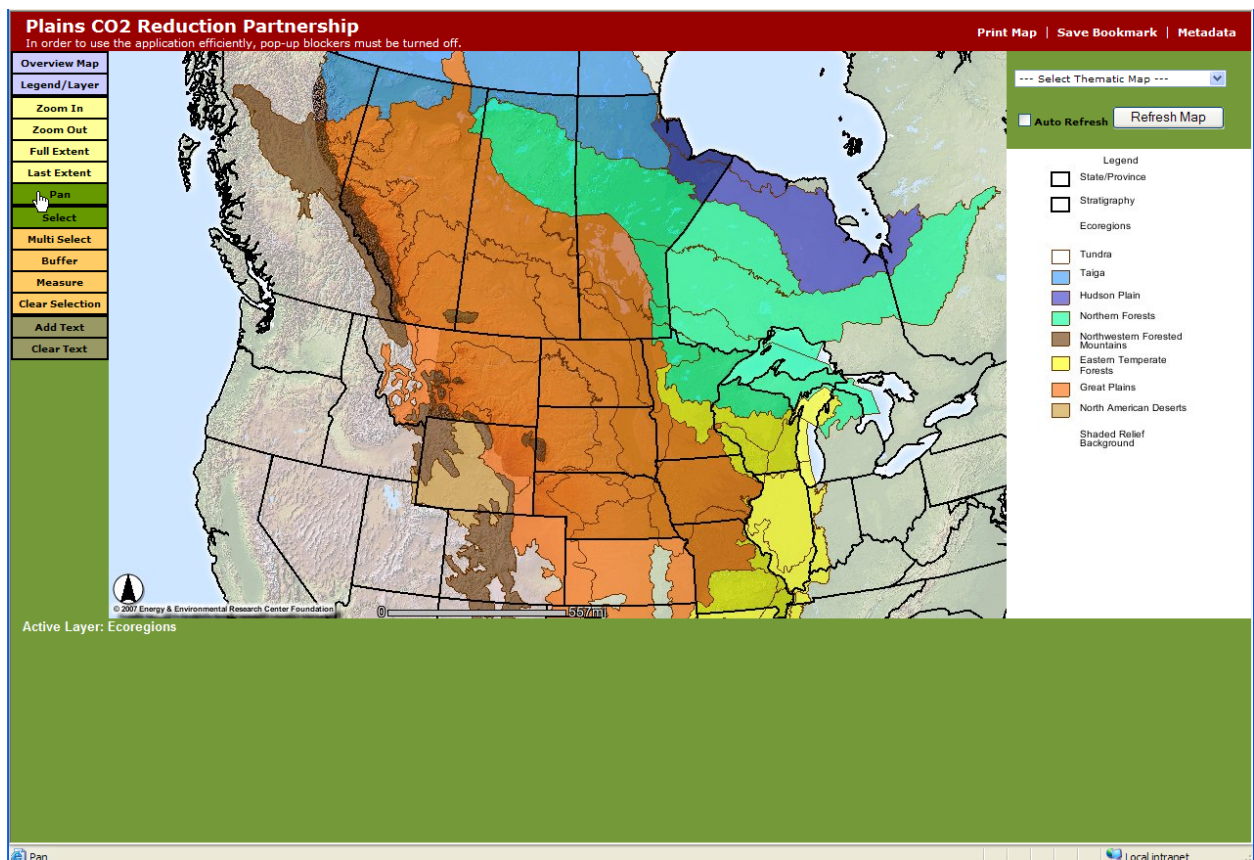 Plains CO2 Reduction Partnership
In order to use the application efficiently, pop-up blockers must be turned off.
Print Map | Save Bookmark | Metadata
Overview Map
Legend/Layer
Zoom In
Zoom Out
Full Extent
Last Extent
Pan
Select
Multi Select
Buffer
Measure
Clear Selection
Add Text
Clear Text
--- Select Thematic Map ---
Auto Refresh
Refresh Map
Legend
State/Province
Stratigraphy
Ecoregions
Tundra
Taiga
Hudson Plain
Northern Forests
Northwestern Forested
Mountains
Eastern Temperate
Forests
Great Plains
North American Deserts
Shaded Relief
Background
© 2007 Energy & Environmental Research Center Foundation
0 557mi
Active Layer: Ecoregions
Pan
Local intranet